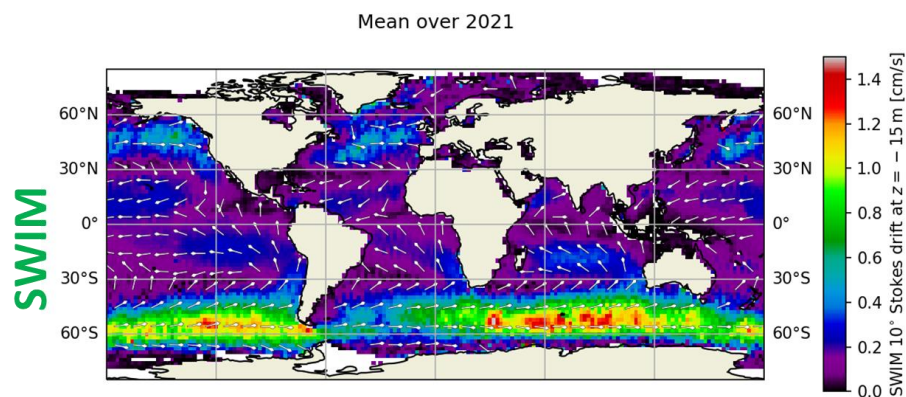 Mean over 2021
SWIM
60°N
30°N
0°
30°S
60°S
60°N
30°N
0°
30°S
60°S
1.4
1.2
1.0
0.8
0.6
0.4
0.2
0.0
SWIM 10° Stokes drift at z = − 15 m [cm/s]